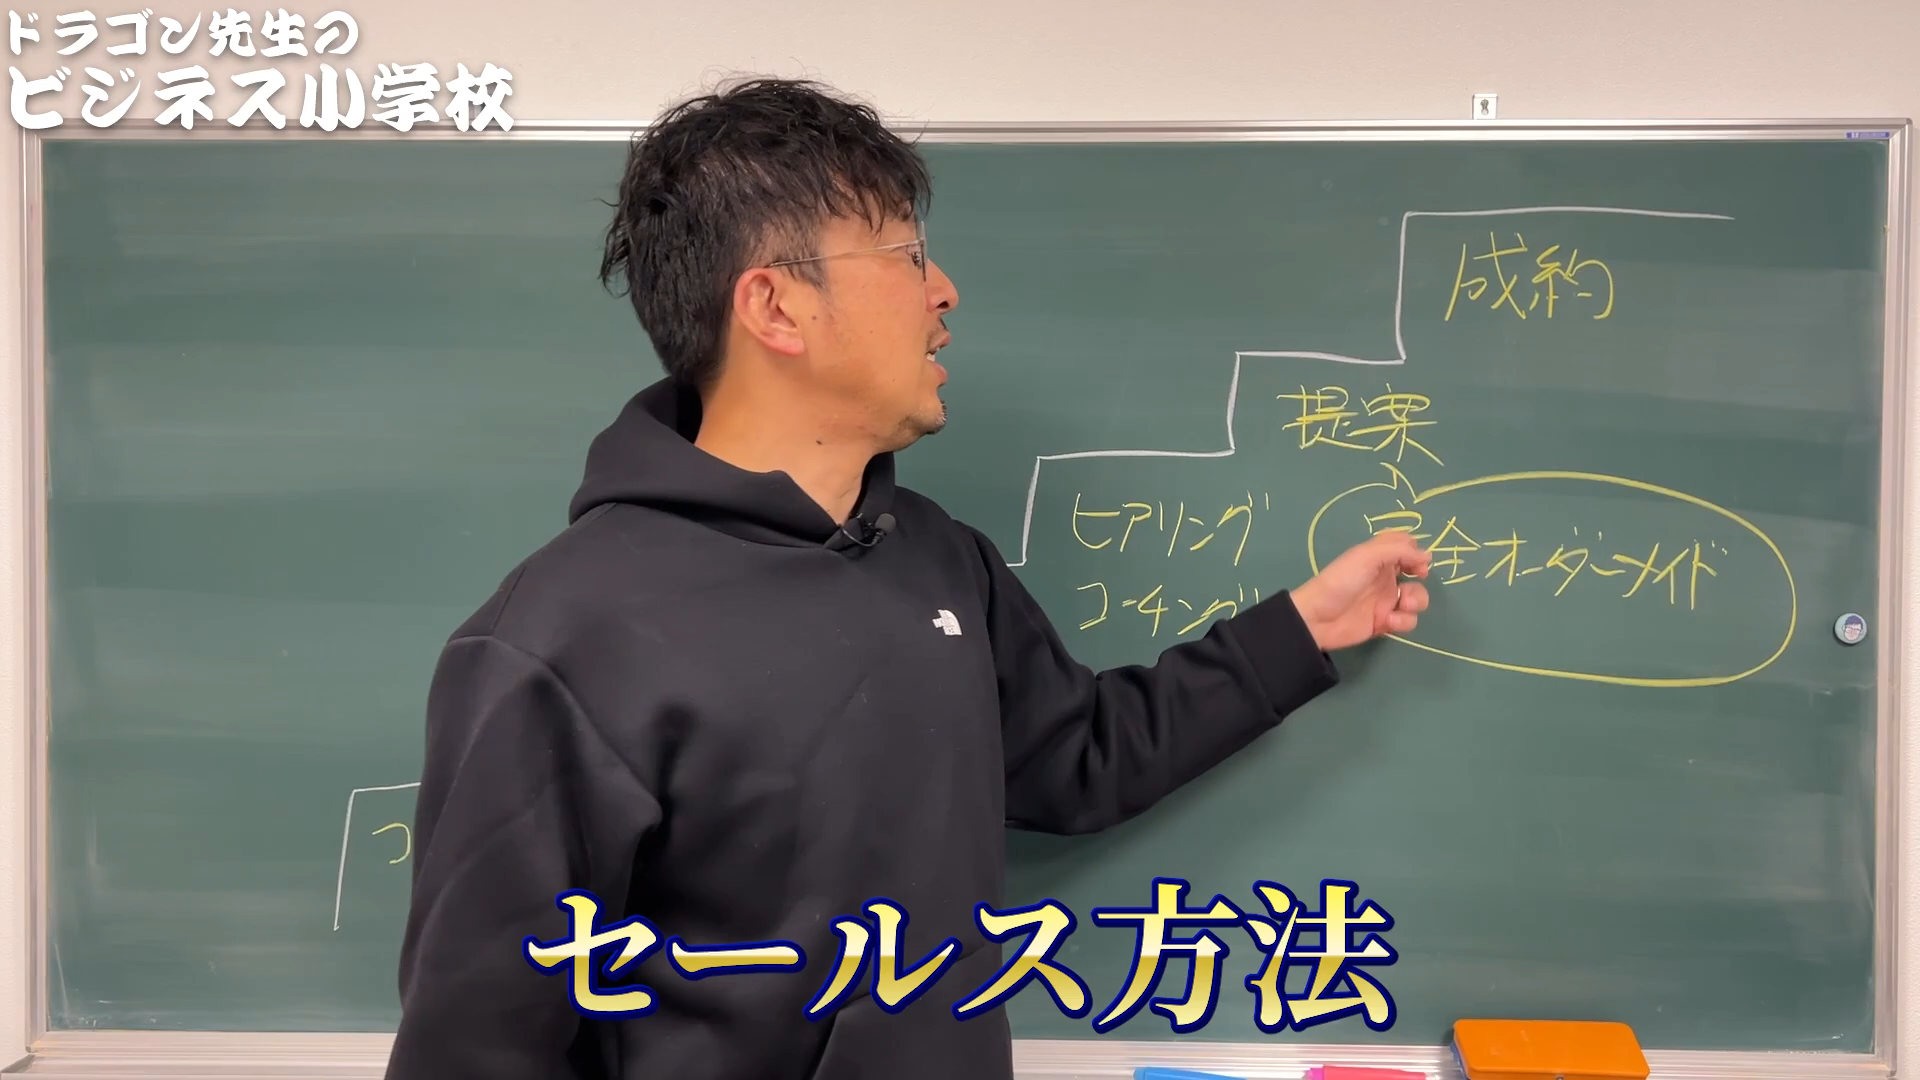 ドラゴン先生の
ビジネス小学校
成約
提案
完全オーダーメイド
ヒアリング
コーチング
コ
セールス方法